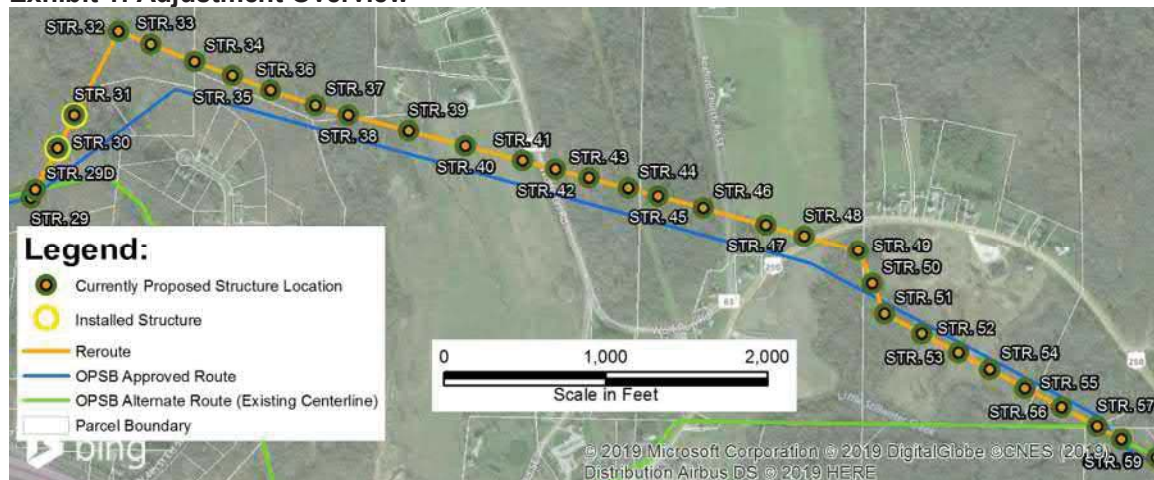 Exhibit 1: Adjustment Overview
STR. 32
STR. 33
STR. 34
STR. 35
STR. 36
STR. 37
STR. 38
STR. 39
STR. 40
STR. 41
STR. 42
STR. 43
STR. 44
STR. 45
STR. 46
STR. 47
STR. 48
STR. 49
STR. 50
STR. 51
STR. 52
STR. 53
STR. 54
STR. 55
STR. 56
STR. 57
STR. 59
STR. 31
STR. 30
STR. 29D
STR. 29
250
250
Legend:
Currently Proposed Structure Location
Installed Structure
Reroute
OPSB Approved Route
OPSB Alternate Route (Existing Centerline)
Parcel Boundary
0 1,000 2,000
Scale in Feet
Little Stillwater Creek
bing
© 2019 Microsoft Corporation © 2019 DigitalGlobe ©CNES (2019)
Distribution Airbus DS © 2019 HERE